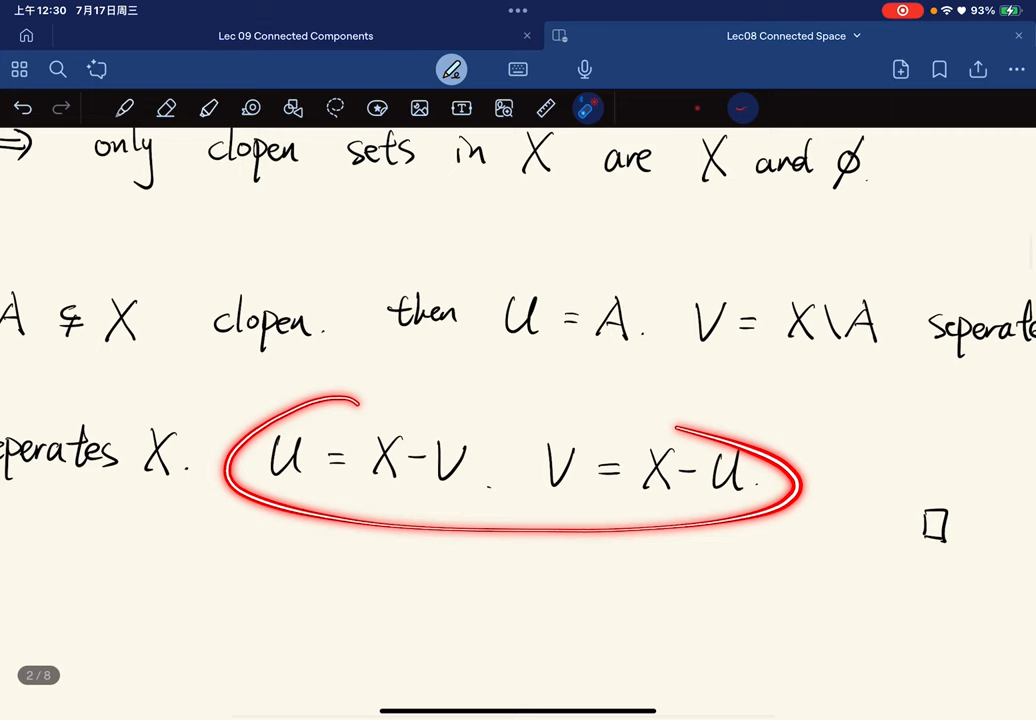 上午12:30 7月17日周三
93%
Lec 09 Connected Components
Lec08 Connected Space
⇒ only clopen sets in X are X and ∅.
A ⊊ X clopen. then U = A. V = X\A seperate
eperates X. U = X-V. V = X-U.
□
2 / 8